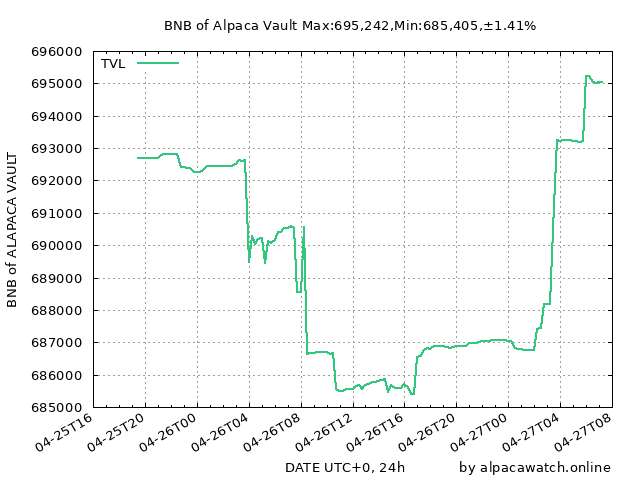 BNB of Alpaca Vault Max:695,242,Min:685,405,±1.41%
TVL
696000
695000
694000
693000
692000
691000
690000
689000
688000
687000
686000
685000
BNB of ALAPACA VAULT
04-25T16
04-25T20
04-26T00
04-26T04
04-26T08
04-26T12
04-26T16
04-26T20
04-27T00
04-27T04
04-27T08
DATE UTC+0, 24h
by alpacawatch.online